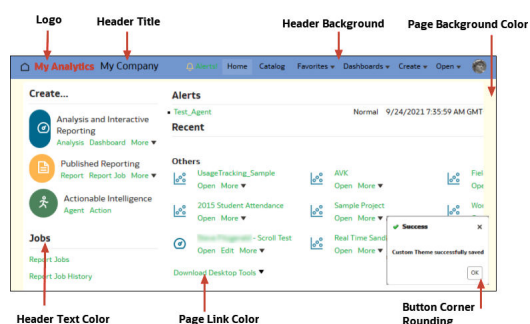 Logo
Header Title
Header Background
Page Background Color
My Analytics My Company
Alerts! Home Catalog Favorites Dashboards Create Open
Create...
Analysis and Interactive
Reporting
Analysis Dashboard More
Published Reporting
Report Report Job More
Actionable Intelligence
Agent Action
Jobs
Report Jobs
Report Job History
Alerts
Test_Agent Normal 9/24/2021 7:35:59 AM GMT
Recent
Others
UsageTracking_Sample
Open More
AVK
Open More
Fiel
Ope
2015 Student Attendance
Open More
Sample Project
Open More
Wo
- Scroll Test
Open Edit More
Real Time Sandi
Open More
Download Desktop Tools
Success x
Custom Theme successfully saved
OK
Header Text Color
Page Link Color
Button Corner
Rounding